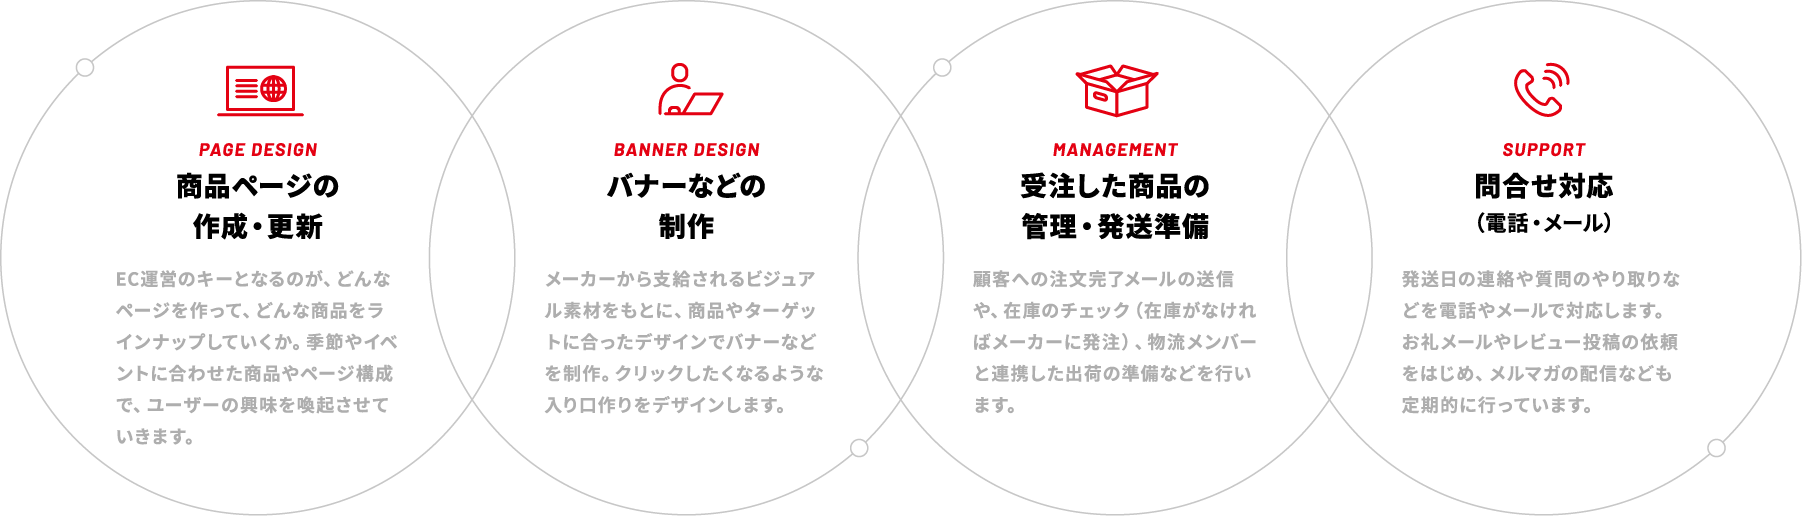 PAGE DESIGN
商品ページの
作成・更新
EC運営のキーとなるのが、どんな
ページを作って、どんな商品をラ
インナップしていくか。季節やイベ
ントに合わせた商品やページ構成
で、ユーザーの興味を喚起させて
いきます。
BANNER DESIGN
バナーなどの
制作
メーカーから支給されるビジュア
ル素材をもとに、商品やターゲッ
トに合ったデザインでバナーなど
を制作。クリックしたくなるような
入り口作りをデザインします。
MANAGEMENT
受注した商品の
管理・発送準備
顧客への注文完了メールの送信
や、在庫のチェック（在庫がなけれ
ばメーカーに発注）、物流メンバー
と連携した出荷の準備などを行い
ます。
SUPPORT
問合せ対応
（電話・メール）
発送日の連絡や質問のやり取りな
どを電話やメールで対応します。
お礼メールやレビュー投稿の依頼
をはじめ、メルマガの配信なども
定期的に行っています。